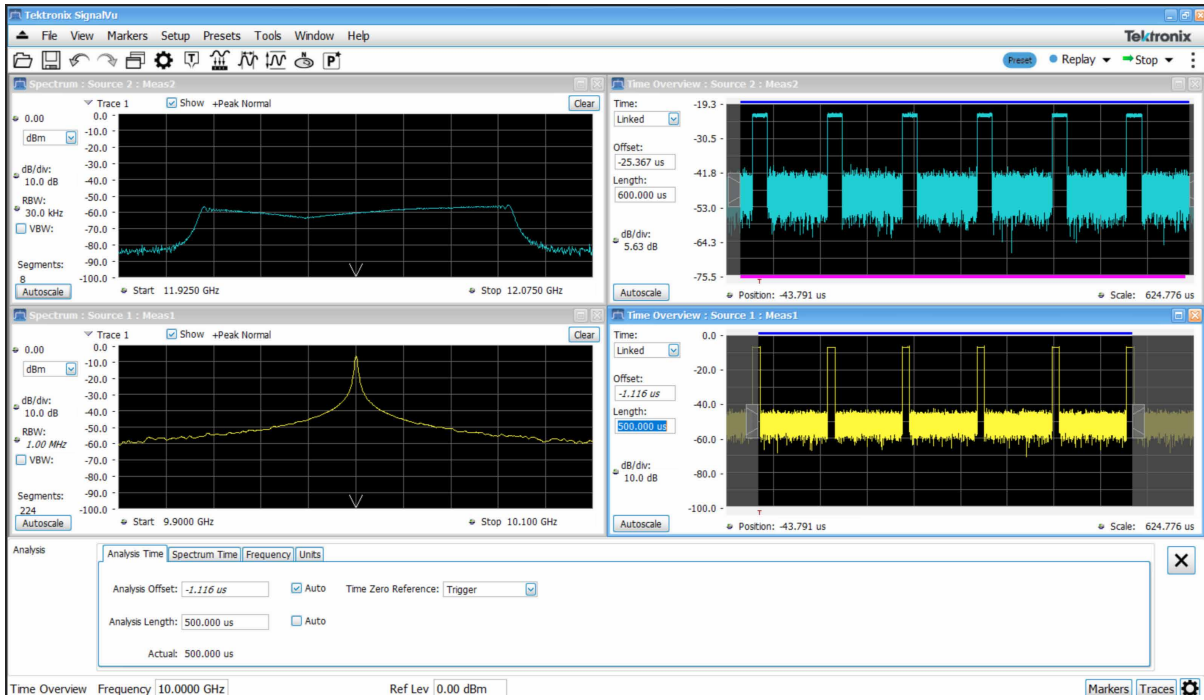 Tektronix SignalVu
File View Markers Setup Presets Tools Window Help
Tektronix
T
N
P
Preset
Replay
Stop
Spectrum : Source 2 : Meas2
Trace 1
Show
+Peak Normal
Clear
0.00
dBm
dB/div:
10.0 dB
RBW:
30.0 kHz
VBW:
Segments:
8
Autoscale
0.0
-10.0
-20.0
-30.0
-40.0
-50.0
-60.0
-70.0
-80.0
-90.0
-100.0
Start 11.9250 GHz
Stop 12.0750 GHz
Time Overview : Source 2 : Meas2
Time:
Linked
Offset:
-25.367 us
Length:
600.000 us
dB/div:
5.63 dB
Autoscale
-19.3
-30.5
-41.8
-53.0
-64.3
-75.5
T
Position: -43.791 us
Scale: 624.776 us
Spectrum : Source 1 : Meas1
Trace 1
Show
+Peak Normal
Clear
0.00
dBm
dB/div:
10.0 dB
RBW:
1.00 MHz
VBW:
Segments:
224
Autoscale
0.0
-10.0
-20.0
-30.0
-40.0
-50.0
-60.0
-70.0
-80.0
-90.0
-100.0
Start 9.9000 GHz
Stop 10.100 GHz
Time Overview : Source 1 : Meas1
Time:
Linked
Offset:
-1.116 us
Length:
500.000 us
dB/div:
10.0 dB
Autoscale
0.0
-20.0
-40.0
-60.0
-80.0
-100.0
T
Position: -43.791 us
Scale: 624.776 us
Analysis
Analysis Time Spectrum Time Frequency Units
Analysis Offset: -1.116 us Auto Time Zero Reference: Trigger
Analysis Length: 500.000 us Auto
Actual: 500.000 us
Time Overview Frequency 10.0000 GHz Ref Lev 0.00 dBm Markers Traces